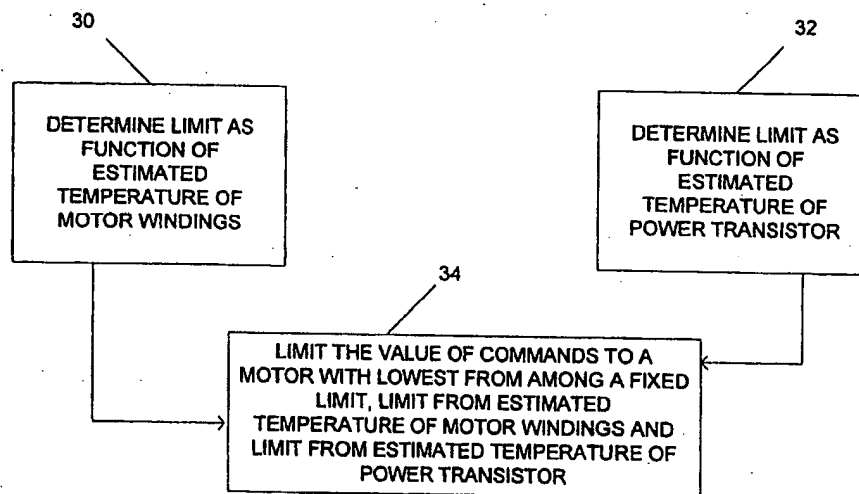 30
32
DETERMINE LIMIT AS
FUNCTION OF
ESTIMATED
TEMPERATURE OF
MOTOR WINDINGS
DETERMINE LIMIT AS
FUNCTION OF
ESTIMATED
TEMPERATURE OF
POWER TRANSISTOR
34
LIMIT THE VALUE OF COMMANDS TO A
MOTOR WITH LOWEST FROM AMONG A FIXED
LIMIT, LIMIT FROM ESTIMATED
TEMPERATURE OF MOTOR WINDINGS AND
LIMIT FROM ESTIMATED TEMPERATURE OF
POWER TRANSISTOR